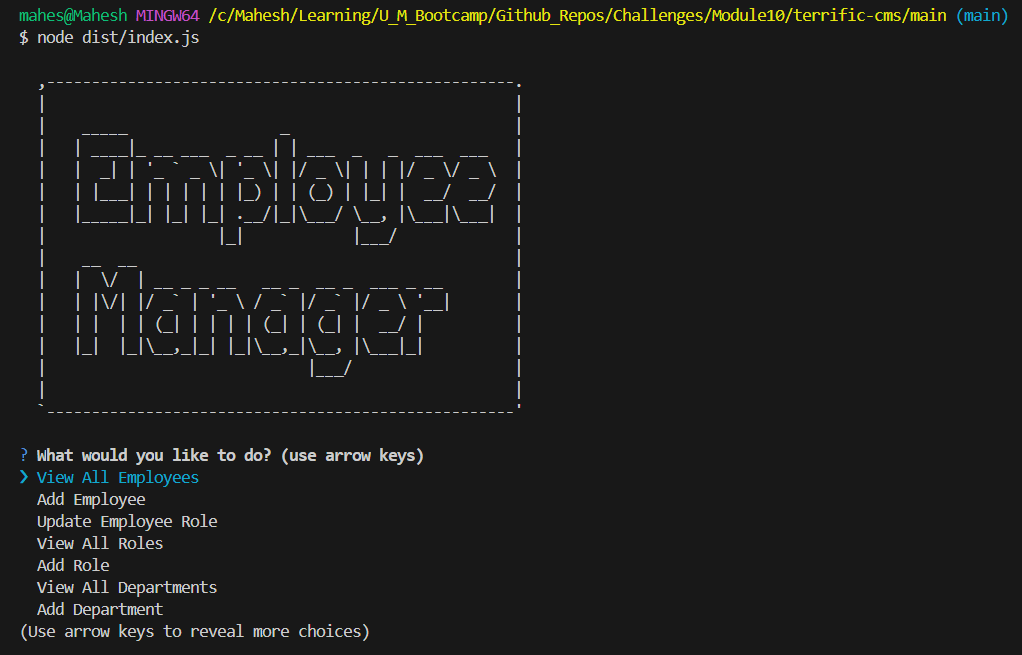 mahes@Mahesh MINGW64 /c/Mahesh/Learning/U_M_Bootcamp/Github_Repos/Challenges/Module10/terrific-cms/main (main)
$ node dist/index.js
Employee
Manager
? What would you like to do? (use arrow keys)
❯ View All Employees
Add Employee
Update Employee Role
View All Roles
Add Role
View All Departments
Add Department
(Use arrow keys to reveal more choices)